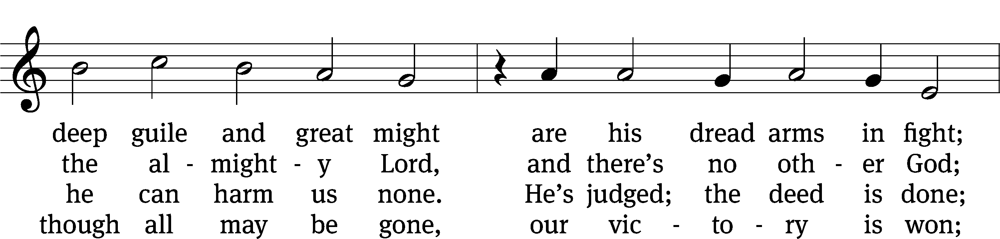 deep guile and great might are his dread arms in fight;
the al - might - y Lord, and there's no oth - er God;
he can harm us none. He's judged; the deed is done;
though all may be gone, our vic - to - ry is won;